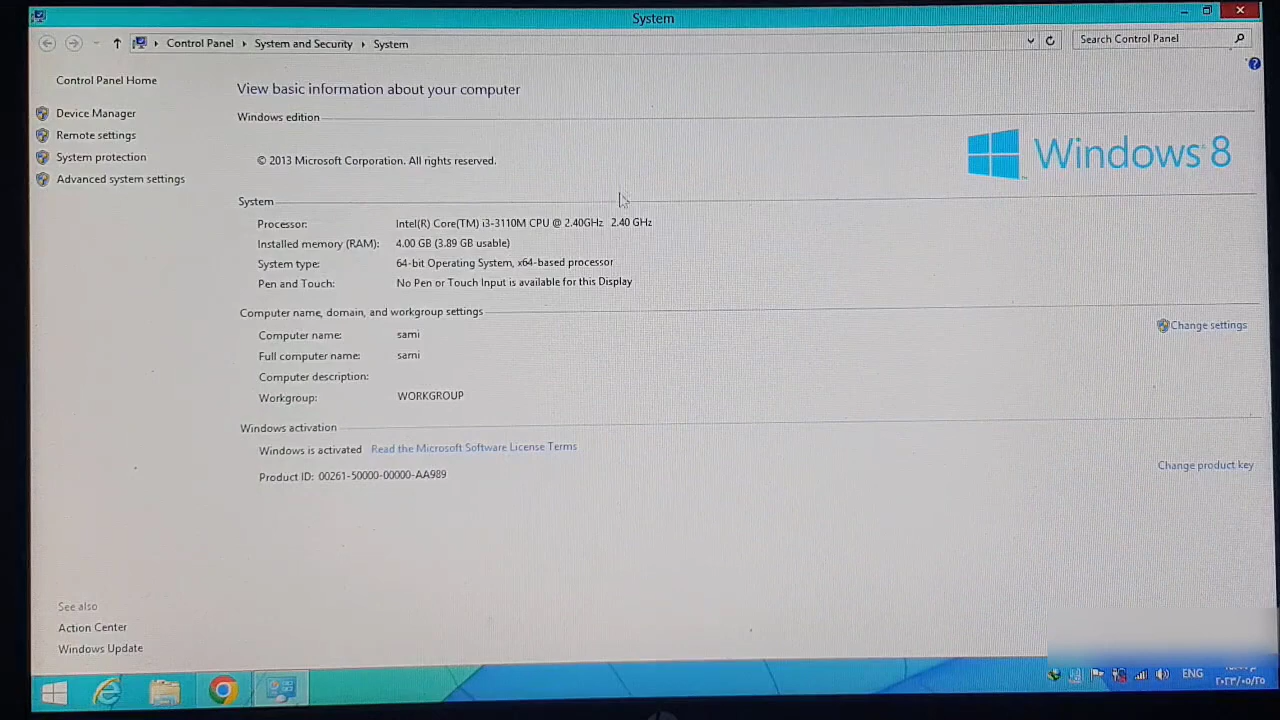 System
Control Panel
System and Security
System
Search Control Panel
Control Panel Home
Device Manager
Remote settings
System protection
Advanced system settings
View basic information about your computer
Windows edition
© 2013 Microsoft Corporation. All rights reserved.
Windows 8
System
Processor: Intel(R) Core(TM) i3-3110M CPU @ 2.40GHz 2.40 GHz
Installed memory (RAM): 4.00 GB (3.89 GB usable)
System type: 64-bit Operating System, x64-based processor
Pen and Touch: No Pen or Touch Input is available for this Display
Computer name, domain, and workgroup settings
Computer name: sami
Change settings
Full computer name: sami
Computer description:
Workgroup: WORKGROUP
Windows activation
Windows is activated Read the Microsoft Software License Terms
Change product key
Product ID: 00261-50000-00000-AA989
See also
Action Center
Windows Update
ENG
٢٠٢٣/٠٥/٢٥